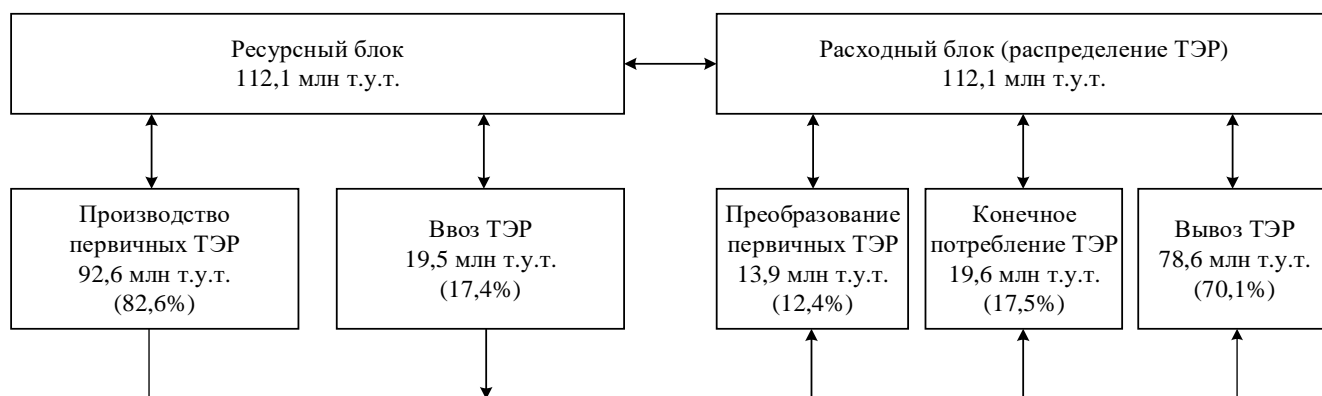 Ресурсный блок
112,1 млн т.у.т.
Расходный блок (распределение ТЭР)
112,1 млн т.у.т.
Производство
первичных ТЭР
92,6 млн т.у.т.
(82,6%)
Ввоз ТЭР
19,5 млн т.у.т.
(17,4%)
Преобразование
первичных ТЭР
13,9 млн т.у.т.
(12,4%)
Конечное
потребление ТЭР
19,6 млн т.у.т.
(17,5%)
Вывоз ТЭР
78,6 млн т.у.т.
(70,1%)